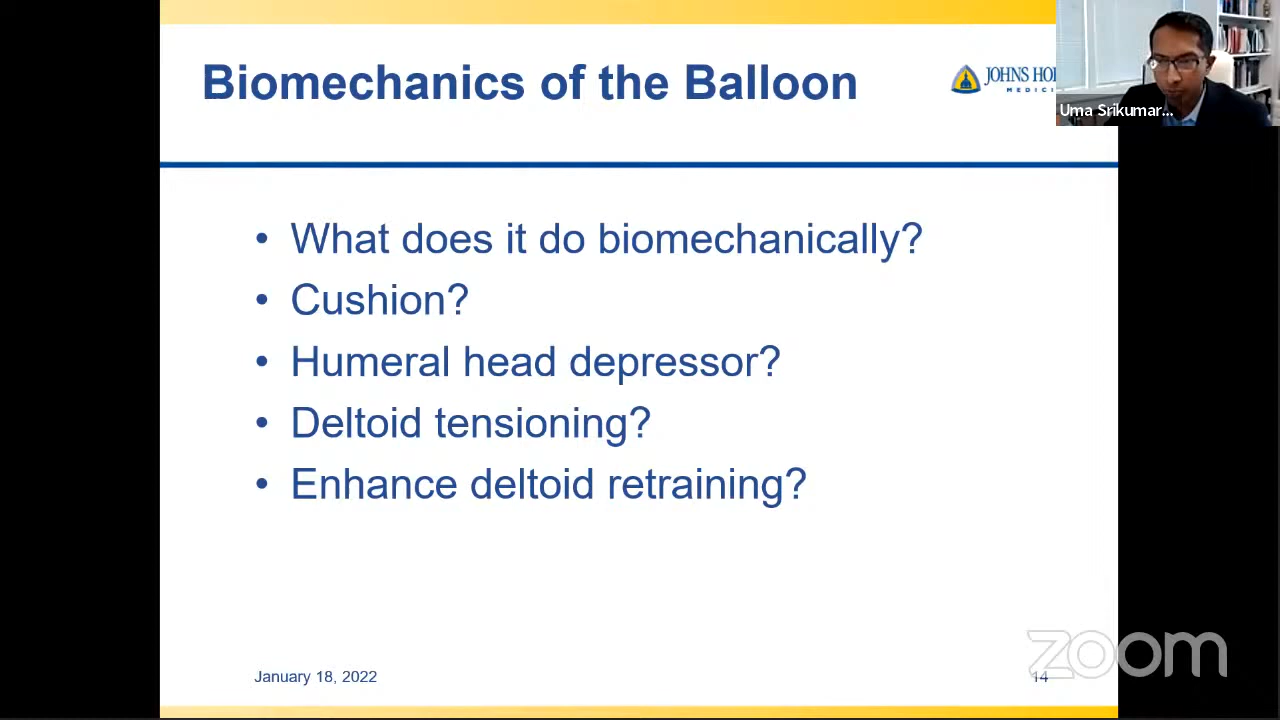 Biomechanics of the Balloon
JOHNS HO
MEDICI
Uma Srikumar...
• What does it do biomechanically?
• Cushion?
• Humeral head depressor?
• Deltoid tensioning?
• Enhance deltoid retraining?
January 18, 2022
14
zoom